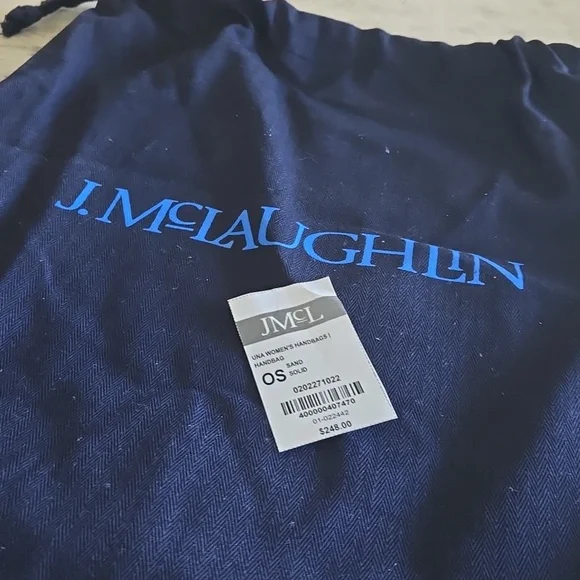 J.McLAUGHLIN
JMcL
UNA WOMEN'S HANDBAGS |
HANDBAG
OS SAND
SOLID
0202271022
400000407470
01-022442
$248.00